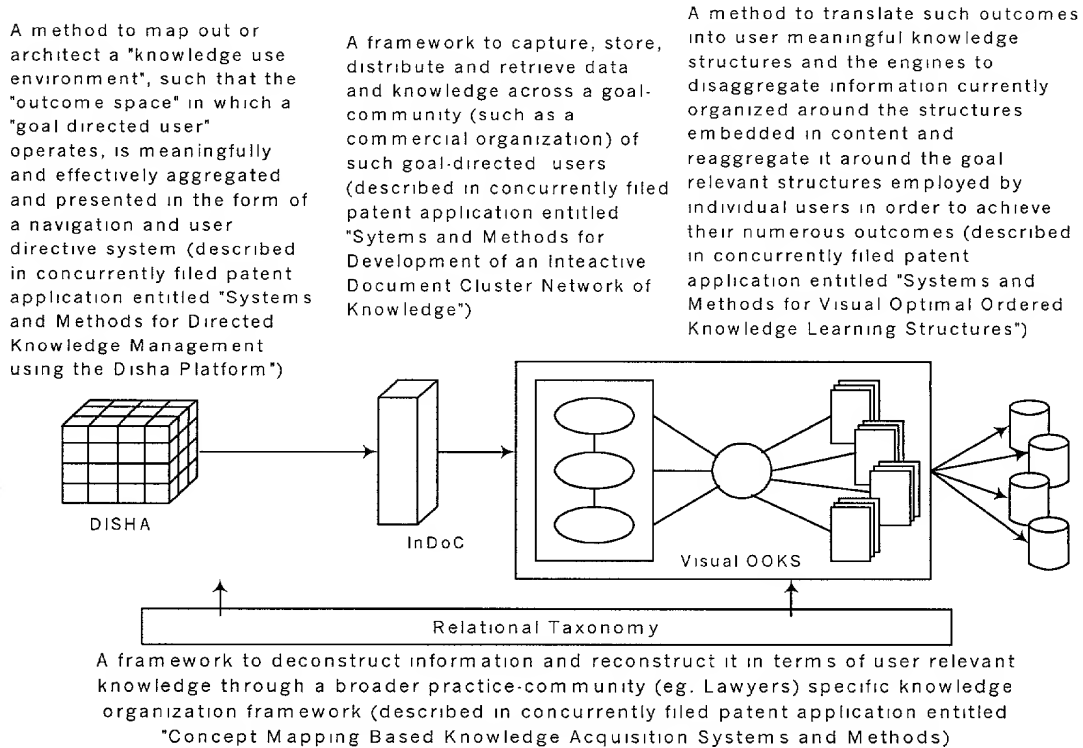 A method to map out or
architect a "knowledge use
environment", such that the
"outcome space" in which a
"goal directed user"
operates, is meaningfully
and effectively aggregated
and presented in the form of
a navigation and user
directive system (described
in concurrently filed patent
application entitled "Systems
and Methods for Directed
Knowledge Management
using the Disha Platform")
A framework to capture, store,
distribute and retrieve data
and knowledge across a goal-
community (such as a
commercial organization) of
such goal-directed users
(described in concurrently filed
patent application entitled
"Sytems and Methods for
Development of an Inteactive
Document Cluster Network of
Knowledge")
A method to translate such outcomes
into user meaningful knowledge
structures and the engines to
disaggregate information currently
organized around the structures
embedded in content and
reaggregate it around the goal
relevant structures employed by
individual users in order to achieve
their numerous outcomes (described
in concurrently filed patent
application entitled "Systems and
Methods for Visual Optimal Ordered
Knowledge Learning Structures")
DISHA
InDoC
Visual OOKS
Relational Taxonomy
A framework to deconstruct information and reconstruct it in terms of user relevant
knowledge through a broader practice-community (eg. Lawyers) specific knowledge
organization framework (described in concurrently filed patent application entitled
"Concept Mapping Based Knowledge Acquisition Systems and Methods)